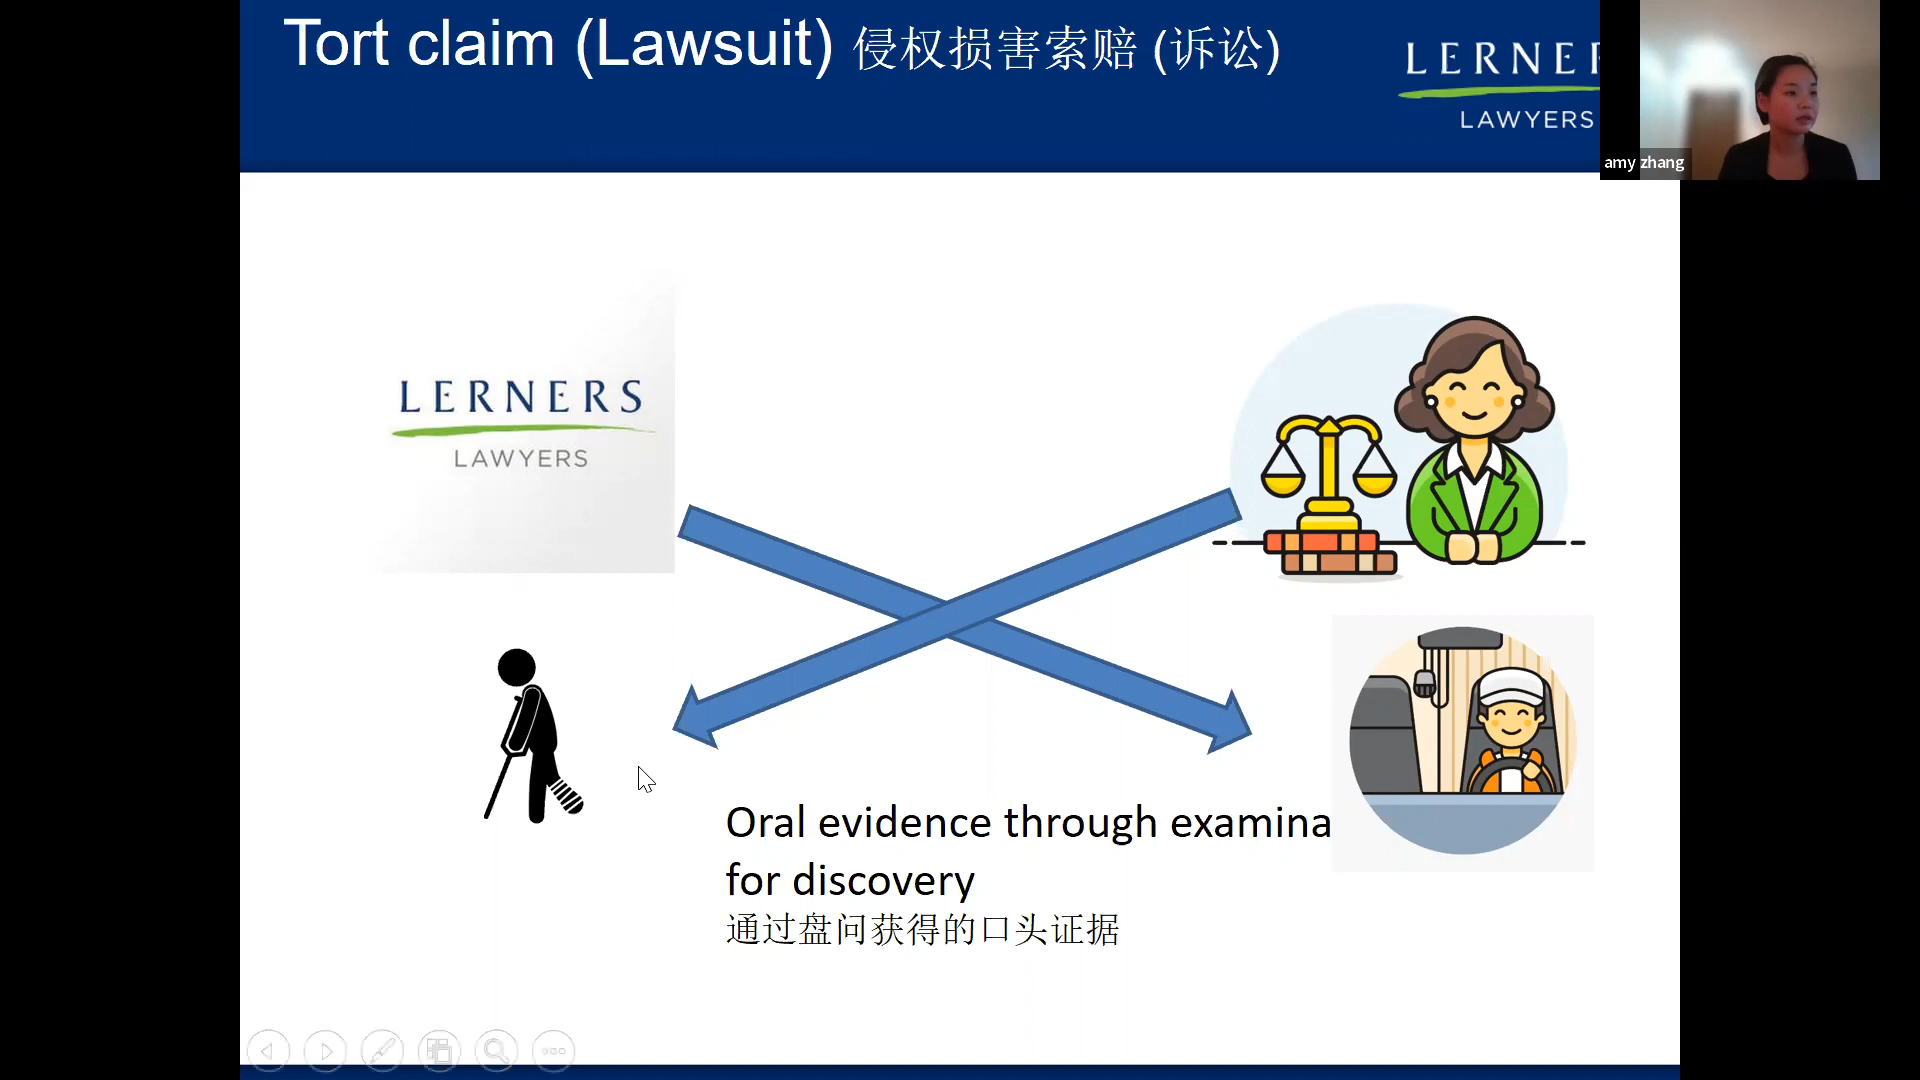 Tort claim (Lawsuit) 侵权损害索赔 (诉讼)
LERNER
LAWYERS
amy zhang
LERNERS
LAWYERS
Oral evidence through examina
for discovery
通过盘问获得的口头证据